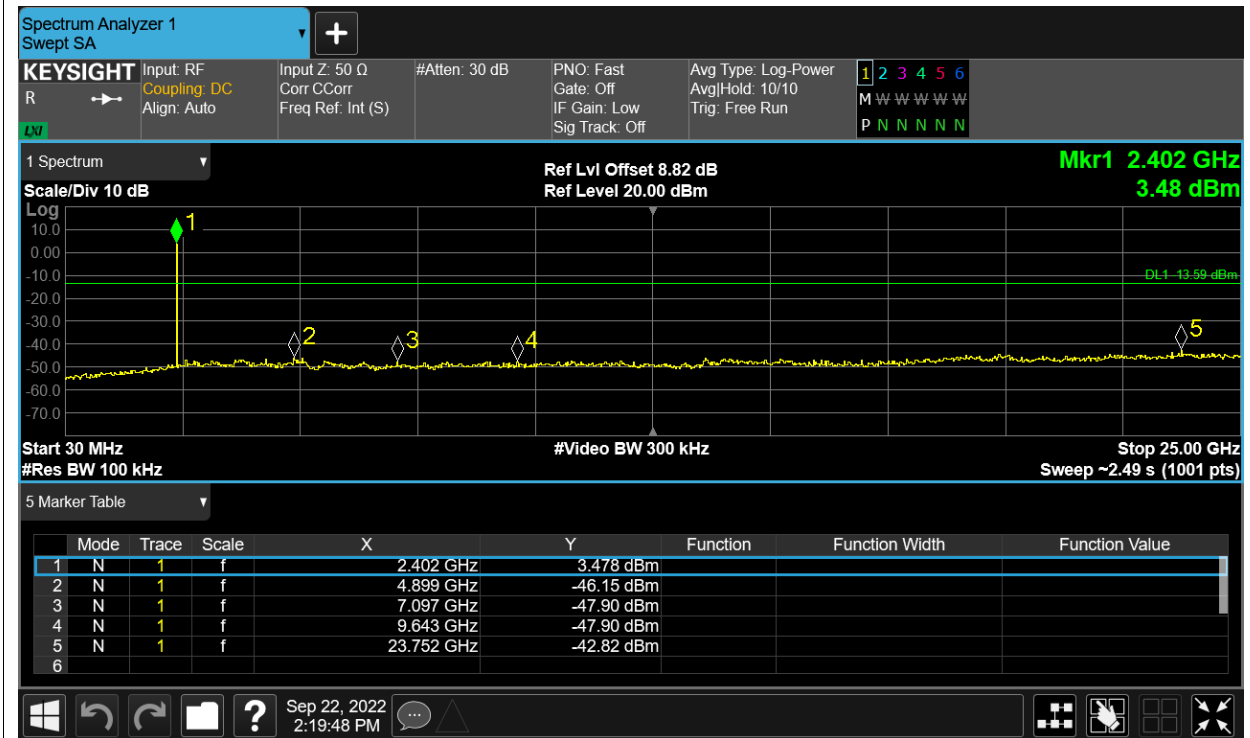 Spectrum Analyzer 1
Swept SA
KEYSIGHT
R
LXI
Input: RF
Coupling: DC
Align: Auto
Input Z: 50 Ω
Corr CCorr
Freq Ref: Int (S)
#Atten: 30 dB
PNO: Fast
Gate: Off
IF Gain: Low
Sig Track: Off
Avg Type: Log-Power
Avg|Hold: 10/10
Trig: Free Run
1 2 3 4 5 6
M W W W W W
P N N N N N
1 Spectrum
Scale/Div 10 dB
Ref Lvl Offset 8.82 dB
Ref Level 20.00 dBm
Mkr1 2.402 GHz
3.48 dBm
Log
10.0
0.00
-10.0
-20.0
-30.0
-40.0
-50.0
-60.0
-70.0
1
2
3
4
5
DL1 -13.59 dBm
Start 30 MHz
#Res BW 100 kHz
#Video BW 300 kHz
Stop 25.00 GHz
Sweep ~2.49 s (1001 pts)
5 Marker Table
Mode Trace Scale X Y Function Function Width Function Value
1 N 1 f 2.402 GHz 3.478 dBm
2 N 1 f 4.899 GHz -46.15 dBm
3 N 1 f 7.097 GHz -47.90 dBm
4 N 1 f 9.643 GHz -47.90 dBm
5 N 1 f 23.752 GHz -42.82 dBm
6
?
Sep 22, 2022
2:19:48 PM